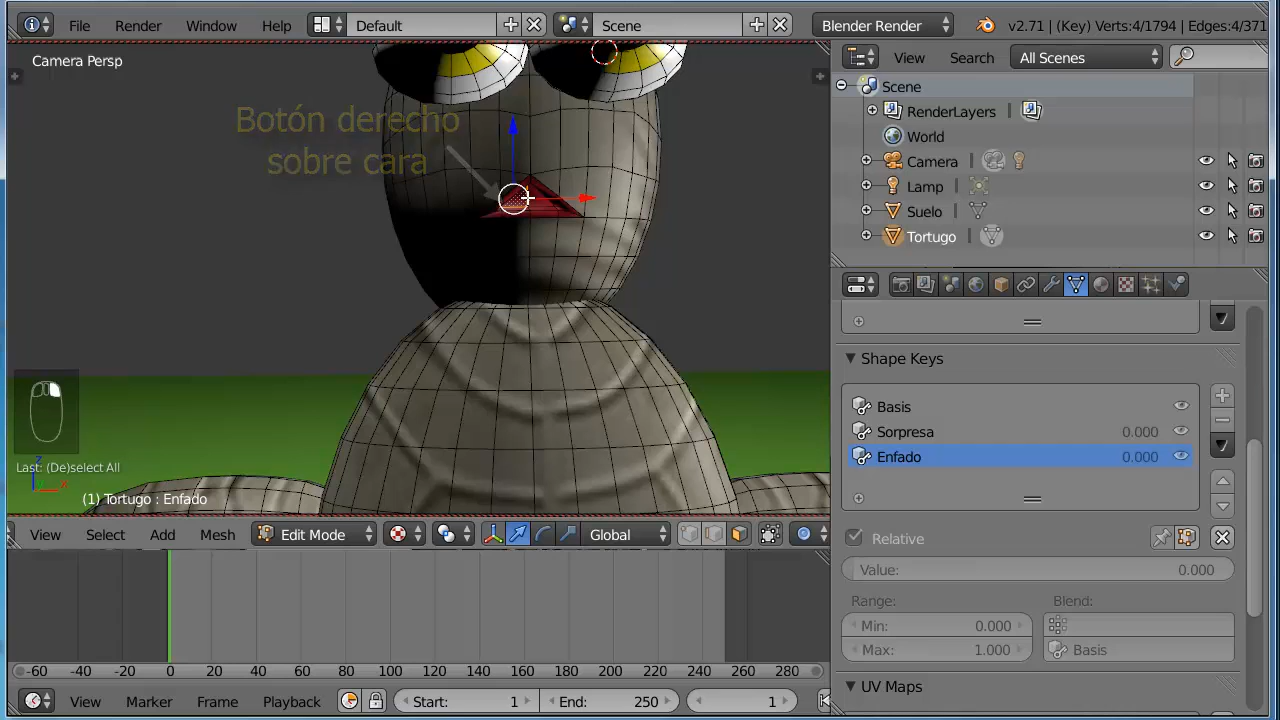 File Render Window Help Default Scene Blender Render v2.71 | (Key) Verts:4/1794 | Edges:4/371
Camera Persp
Botón derecho
sobre cara
Last: (De)select All
z
(1) Tortugo : Enfado
View Select Add Mesh Edit Mode Global
-60 -40 -20 0 20 40 60 80 100 120 140 160 180 200 220 240 260 280
View Marker Frame Playback Start: 1 End: 250 1
View Search All Scenes
Scene
RenderLayers
World
Camera
Lamp
Suelo
Tortugo
Shape Keys
Basis
Sorpresa 0.000
Enfado 0.000
Relative
Value: 0.000
Range: Blend:
Min: 0.000
Max: 1.000 Basis
UV Maps